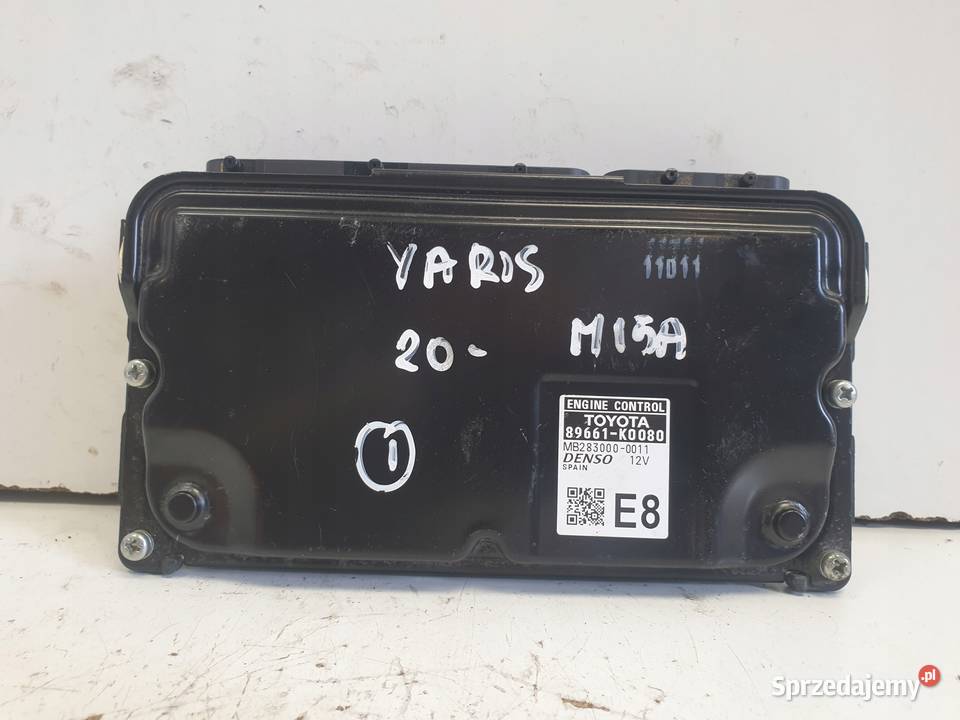 YARIS
11011
20-
M15A
1
ENGINE CONTROL
TOYOTA
89661-K0080
MB283000-0011
DENSO 12V
SPAIN
E8
Sprzedajemy.pl